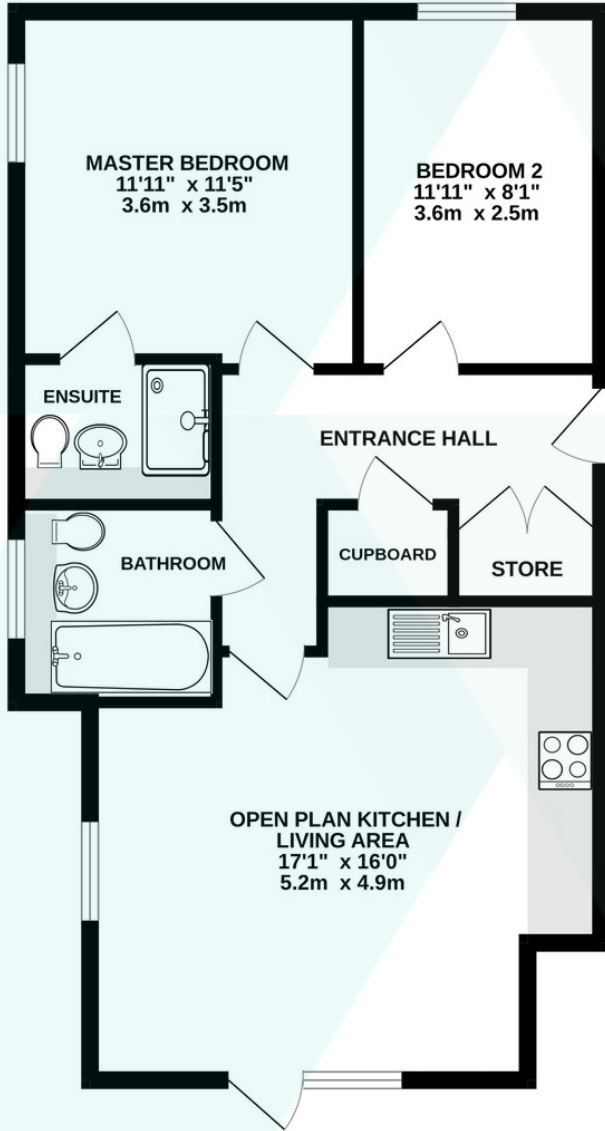 MASTER BEDROOM
11'11" x 11'5"
3.6m x 3.5m
BEDROOM 2
11'11" x 8'1"
3.6m x 2.5m
ENSUITE
ENTRANCE HALL
BATHROOM
CUPBOARD
STORE
OPEN PLAN KITCHEN /
LIVING AREA
17'1" x 16'0"
5.2m x 4.9m